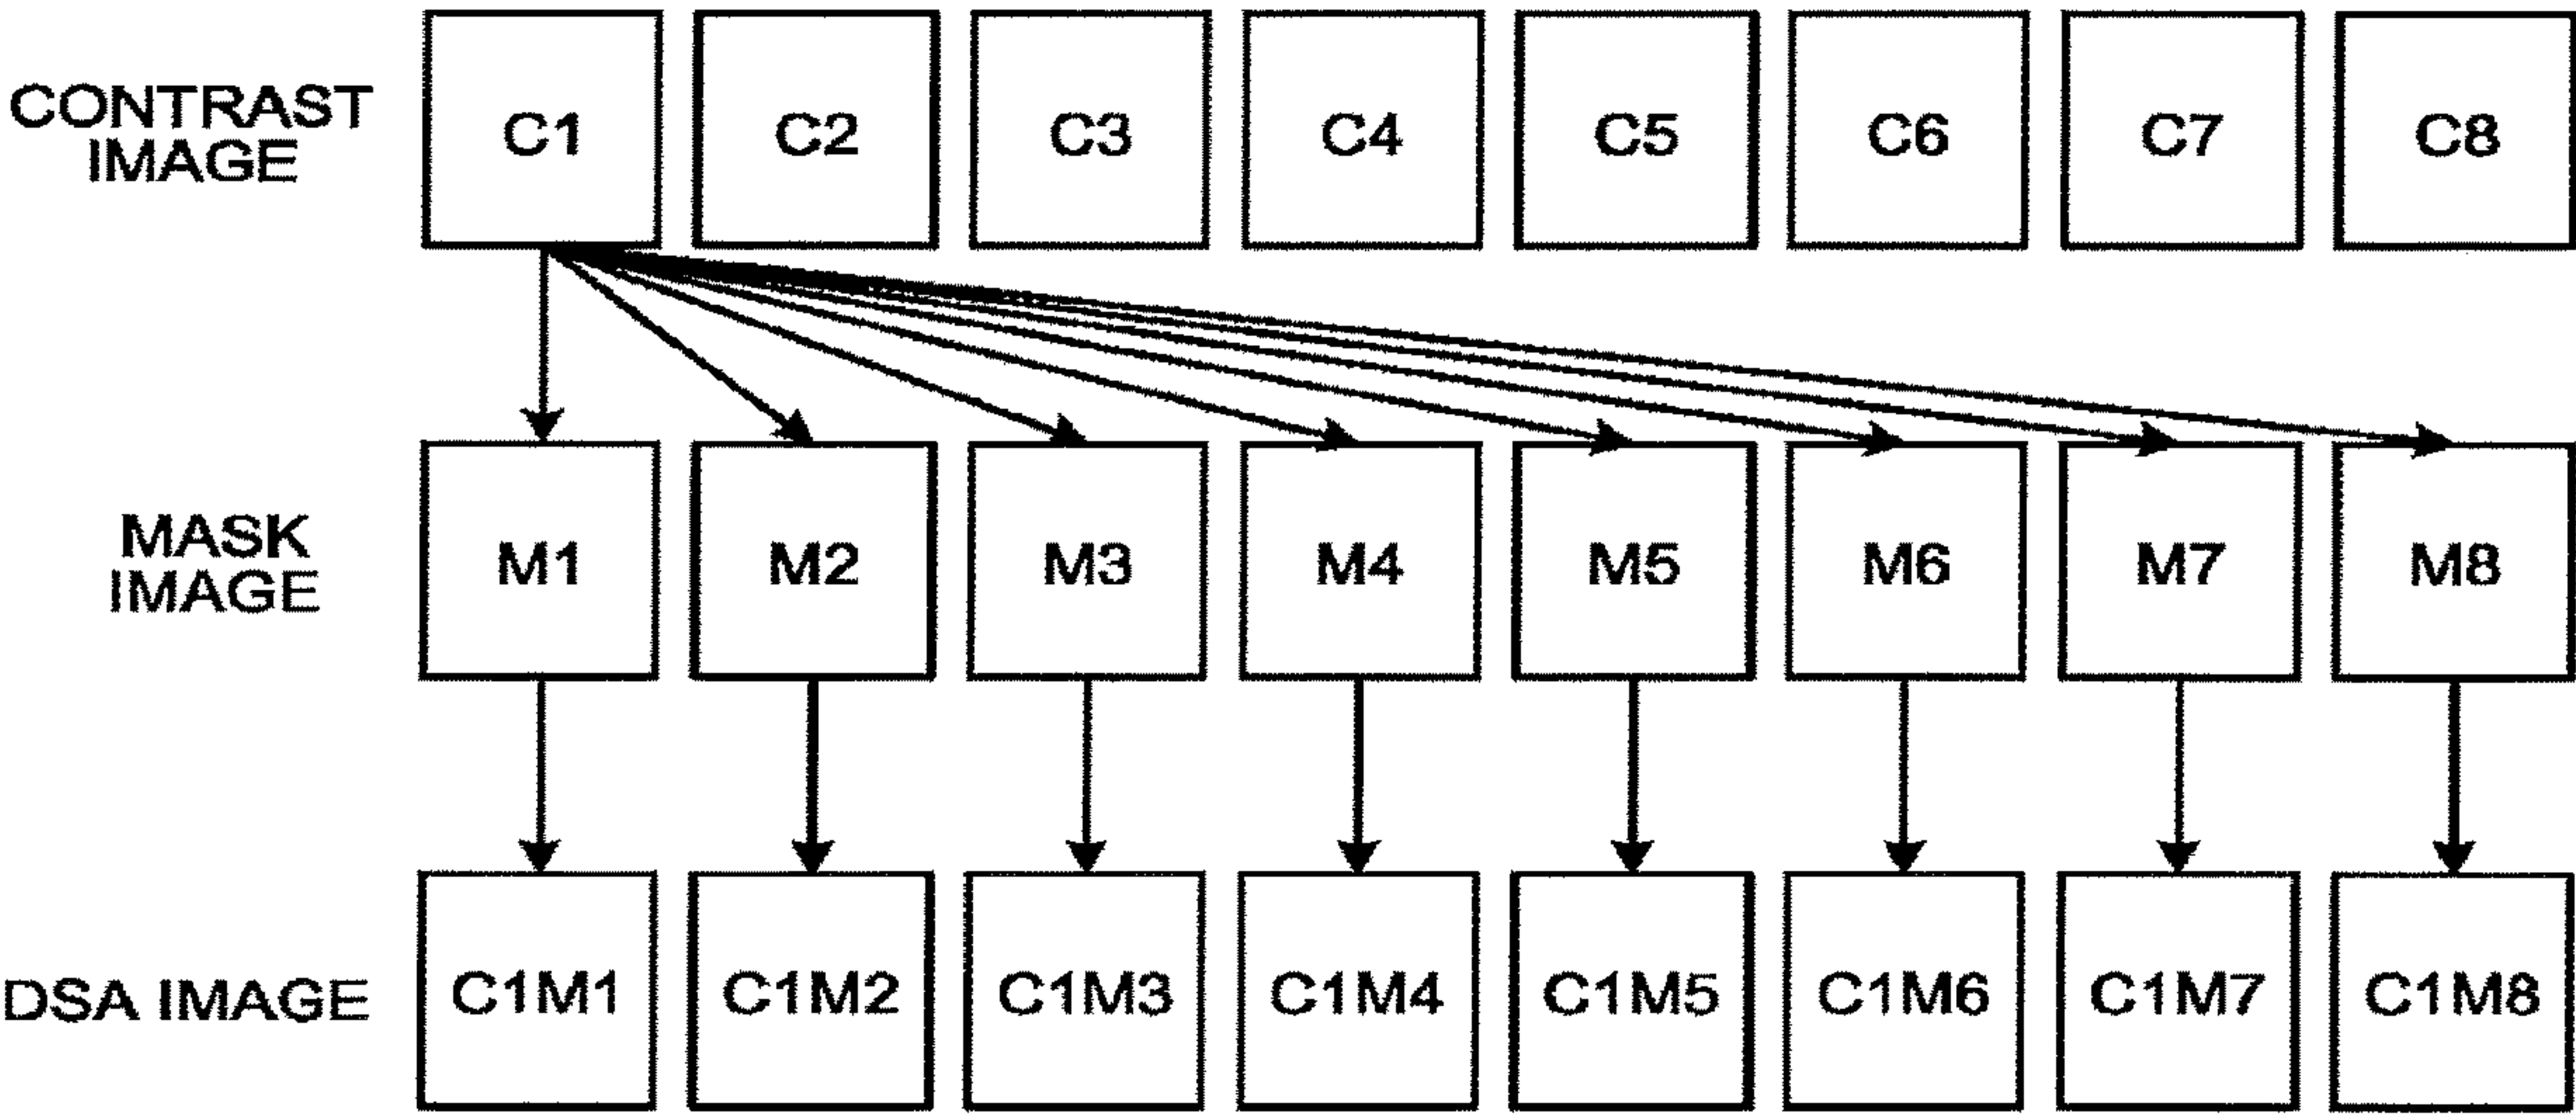 CONTRAST
IMAGE
C1 C2 C3 C4 C5 C6 C7 C8
MASK
IMAGE
M1 M2 M3 M4 M5 M6 M7 M8
DSA IMAGE
C1M1 C1M2 C1M3 C1M4 C1M5 C1M6 C1M7 C1M8